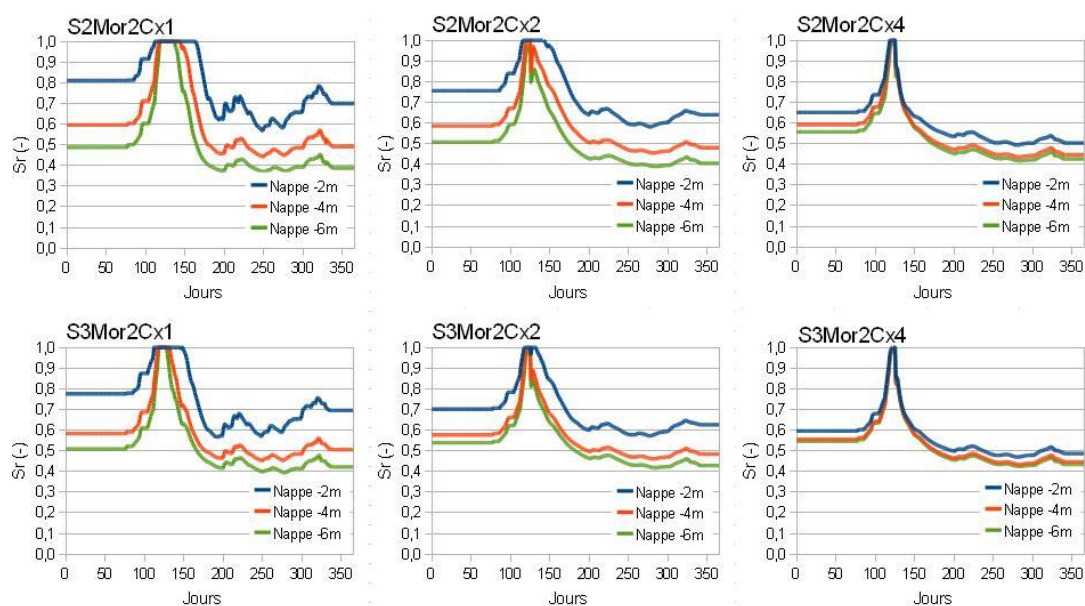 S2Mor2Cx1
1,0
0,9
0,8
0,7
0,6
0,5
0,4
0,3
0,2
0,1
0,0
Sr (-)
Nappe -2m
Nappe -4m
Nappe -6m
0 50 100 150 200 250 300 350
Jours
S2Mor2Cx2
1,0
0,9
0,8
0,7
0,6
0,5
0,4
0,3
0,2
0,1
0,0
Sr (-)
Nappe -2m
Nappe -4m
Nappe -6m
0 50 100 150 200 250 300 350
Jours
S2Mor2Cx4
1,0
0,9
0,8
0,7
0,6
0,5
0,4
0,3
0,2
0,1
0,0
Sr (-)
Nappe -2m
Nappe -4m
Nappe -6m
0 50 100 150 200 250 300 350
Jours
S3Mor2Cx1
1,0
0,9
0,8
0,7
0,6
0,5
0,4
0,3
0,2
0,1
0,0
Sr (-)
Nappe -2m
Nappe -4m
Nappe -6m
0 50 100 150 200 250 300 350
Jours
S3Mor2Cx2
1,0
0,9
0,8
0,7
0,6
0,5
0,4
0,3
0,2
0,1
0,0
Sr (-)
Nappe -2m
Nappe -4m
Nappe -6m
0 50 100 150 200 250 300 350
Jours
S3Mor2Cx4
1,0
0,9
0,8
0,7
0,6
0,5
0,4
0,3
0,2
0,1
0,0
Sr (-)
Nappe -2m
Nappe -4m
Nappe -6m
0 50 100 150 200 250 300 350
Jours